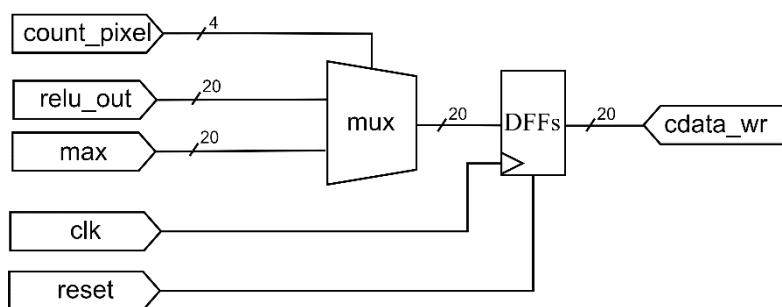 count_pixel
4
relu_out
20
max
20
mux
20
DFFs
20
cdata_wr
clk
reset